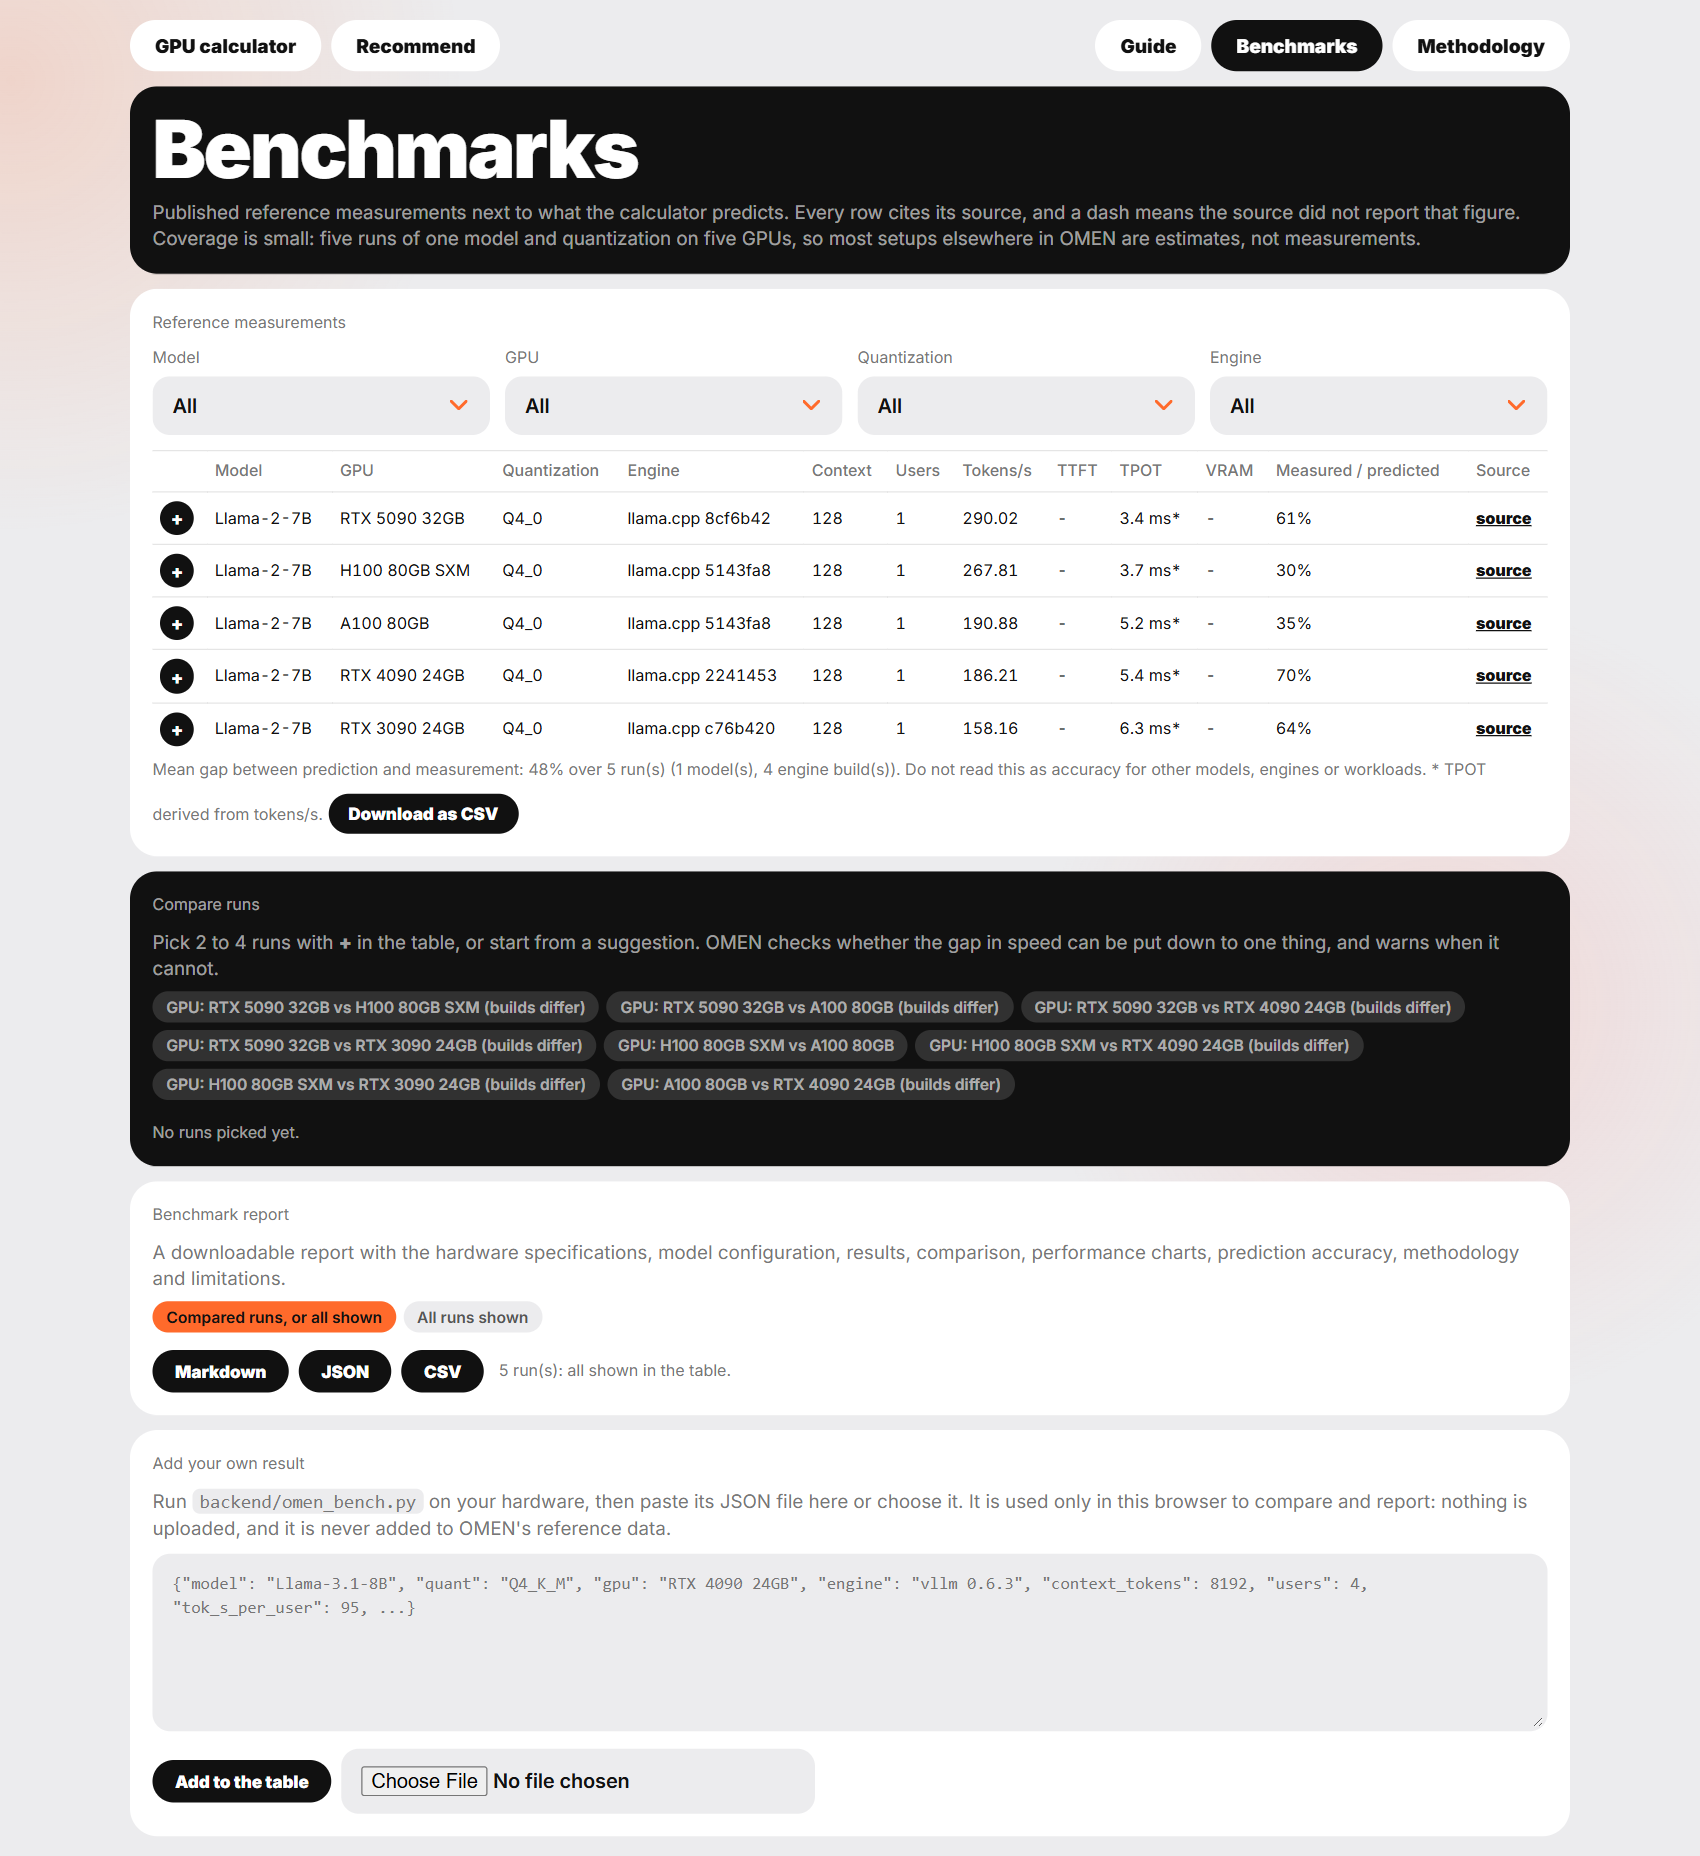 GPU calculator Recommend Guide Benchmarks Methodology
Benchmarks
Published reference measurements next to what the calculator predicts. Every row cites its source, and a dash means the source did not report that figure.
Coverage is small: five runs of one model and quantization on five GPUs, so most setups elsewhere in OMEN are estimates, not measurements.
Reference measurements
Model GPU Quantization Engine
All All All All
Model GPU Quantization Engine Context Users Tokens/s TTFT TPOT VRAM Measured / predicted Source
+ Llama-2-7B RTX 5090 32GB Q4_0 llama.cpp 8cf6b42 128 1 290.02 - 3.4 ms* - 61% source
+ Llama-2-7B H100 80GB SXM Q4_0 llama.cpp 5143fa8 128 1 267.81 - 3.7 ms* - 30% source
+ Llama-2-7B A100 80GB Q4_0 llama.cpp 5143fa8 128 1 190.88 - 5.2 ms* - 35% source
+ Llama-2-7B RTX 4090 24GB Q4_0 llama.cpp 2241453 128 1 186.21 - 5.4 ms* - 70% source
+ Llama-2-7B RTX 3090 24GB Q4_0 llama.cpp c76b420 128 1 158.16 - 6.3 ms* - 64% source
Mean gap between prediction and measurement: 48% over 5 run(s) (1 model(s), 4 engine build(s)). Do not read this as accuracy for other models, engines or workloads. * TPOT
derived from tokens/s. Download as CSV
Compare runs
Pick 2 to 4 runs with + in the table, or start from a suggestion. OMEN checks whether the gap in speed can be put down to one thing, and warns when it
cannot.
GPU: RTX 5090 32GB vs H100 80GB SXM (builds differ) GPU: RTX 5090 32GB vs A100 80GB (builds differ) GPU: RTX 5090 32GB vs RTX 4090 24GB (builds differ)
GPU: RTX 5090 32GB vs RTX 3090 24GB (builds differ) GPU: H100 80GB SXM vs A100 80GB GPU: H100 80GB SXM vs RTX 4090 24GB (builds differ)
GPU: H100 80GB SXM vs RTX 3090 24GB (builds differ) GPU: A100 80GB vs RTX 4090 24GB (builds differ)
No runs picked yet.
Benchmark report
A downloadable report with the hardware specifications, model configuration, results, comparison, performance charts, prediction accuracy, methodology
and limitations.
Compared runs, or all shown All runs shown
Markdown JSON CSV 5 run(s): all shown in the table.
Add your own result
Run backend/omen_bench.py on your hardware, then paste its JSON file here or choose it. It is used only in this browser to compare and report: nothing is
uploaded, and it is never added to OMEN's reference data.
{"model": "Llama-3.1-8B", "quant": "Q4_K_M", "gpu": "RTX 4090 24GB", "engine": "vllm 0.6.3", "context_tokens": 8192, "users": 4,
"tok_s_per_user": 95, ...}
Add to the table Choose File No file chosen